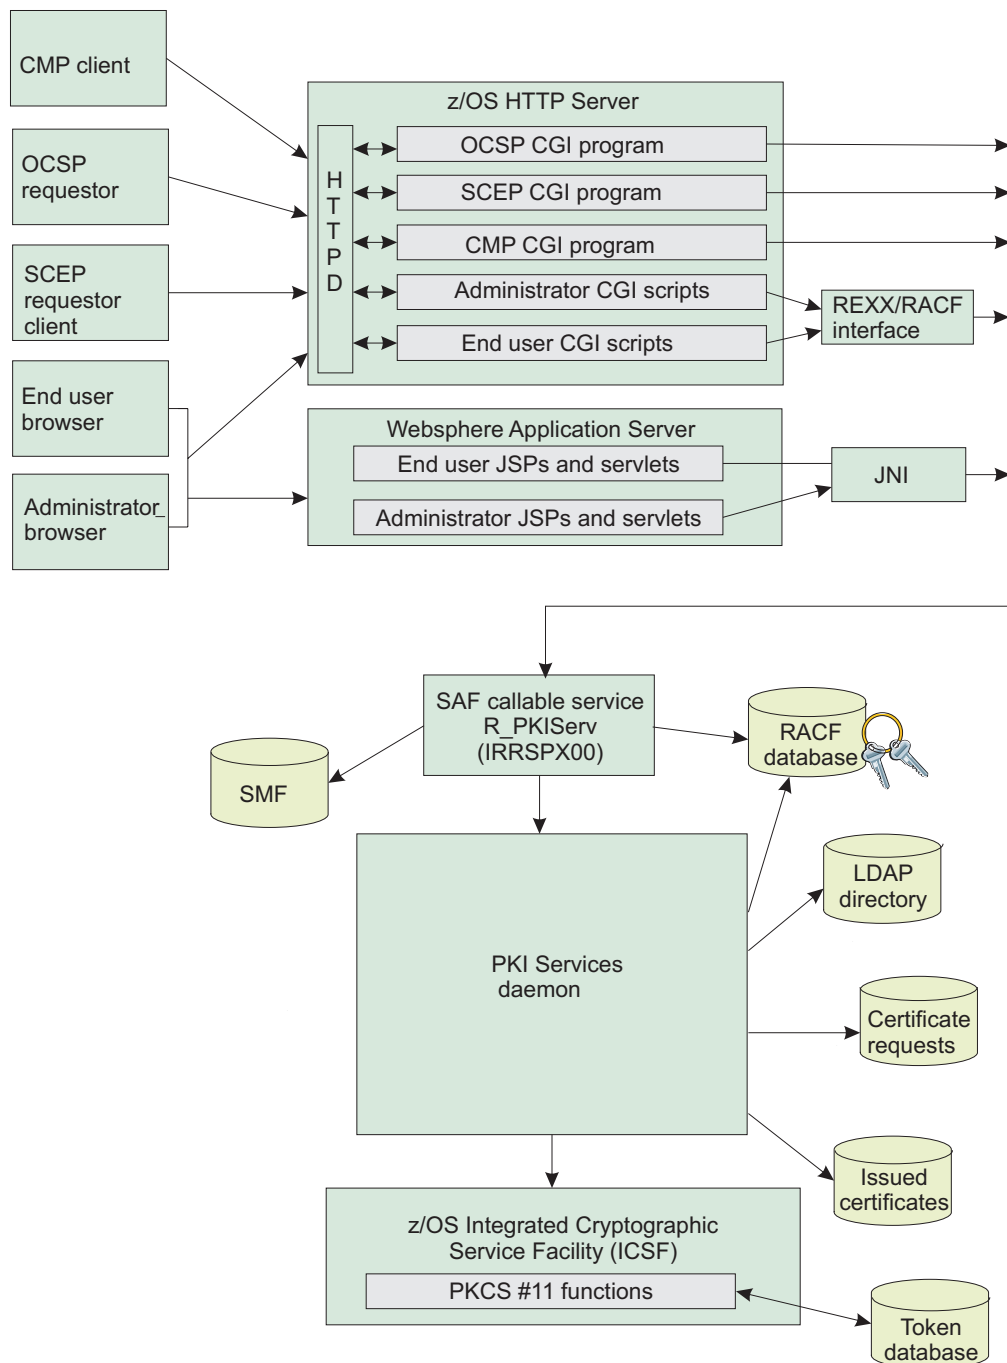 CMP client
OCSP
requestor
SCEP
requestor
client
End user
browser
Administrator_
browser
z/OS HTTP Server
H
T
T
P
D
OCSP CGI program
SCEP CGI program
CMP CGI program
Administrator CGI scripts
End user CGI scripts
REXX/RACF
interface
Websphere Application Server
End user JSPs and servlets
Administrator JSPs and servlets
JNI
SAF callable service
R_PKIServ
(IRRSPX00)
SMF
RACF
database
LDAP
directory
PKI Services
daemon
Certificate
requests
Issued
certificates
z/OS Integrated Cryptographic
Service Facility (ICSF)
PKCS #11 functions
Token
database